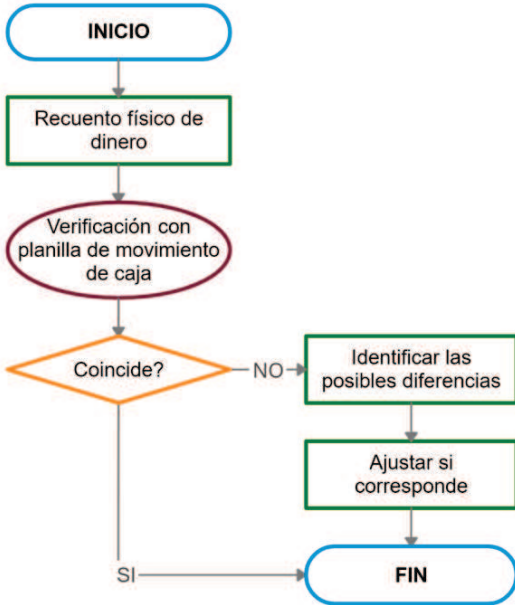 INICIO
Recuento físico de
dinero
Verificación con
planilla de movimiento
de caja
Coincide?
NO
Identificar las
posibles diferencias
Ajustar si
corresponde
SI
FIN